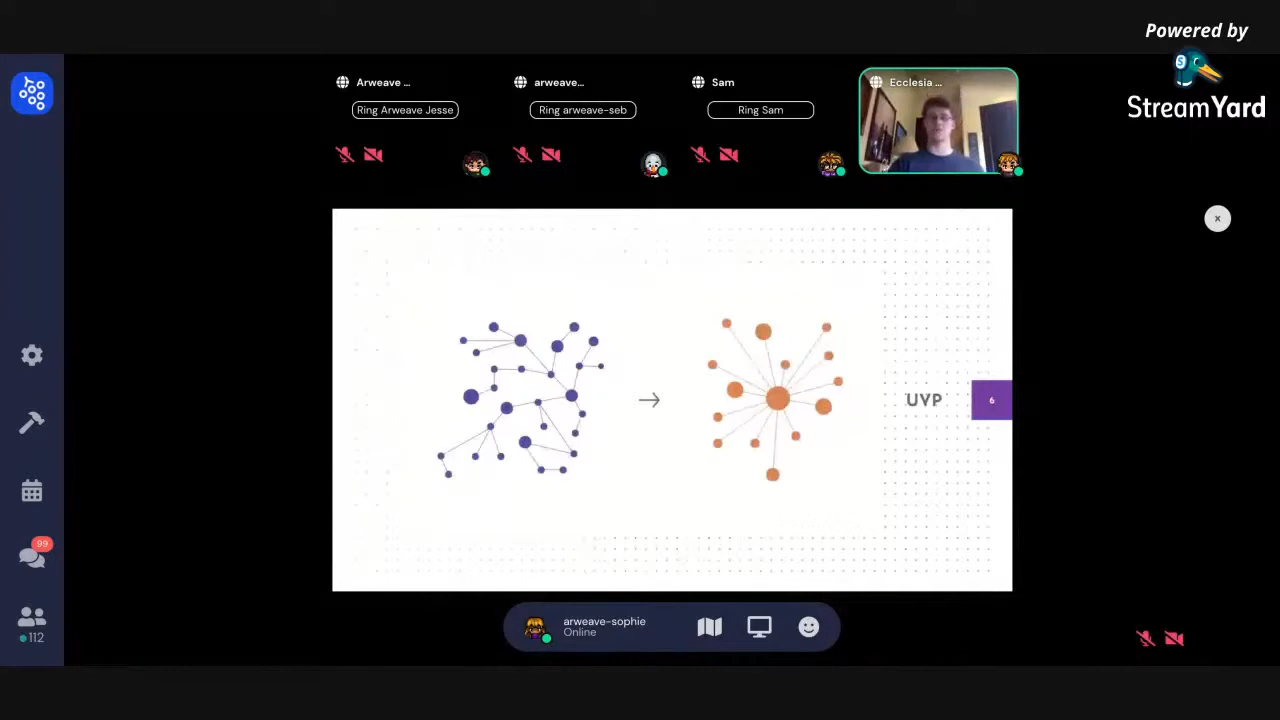 Powered by
StreamYard
Arweave ...
arweave...
Sam
Ecclesia ...
Ring Arweave Jesse
Ring arweave-seb
Ring Sam
UVP
6
99
112
arweave-sophie
Online